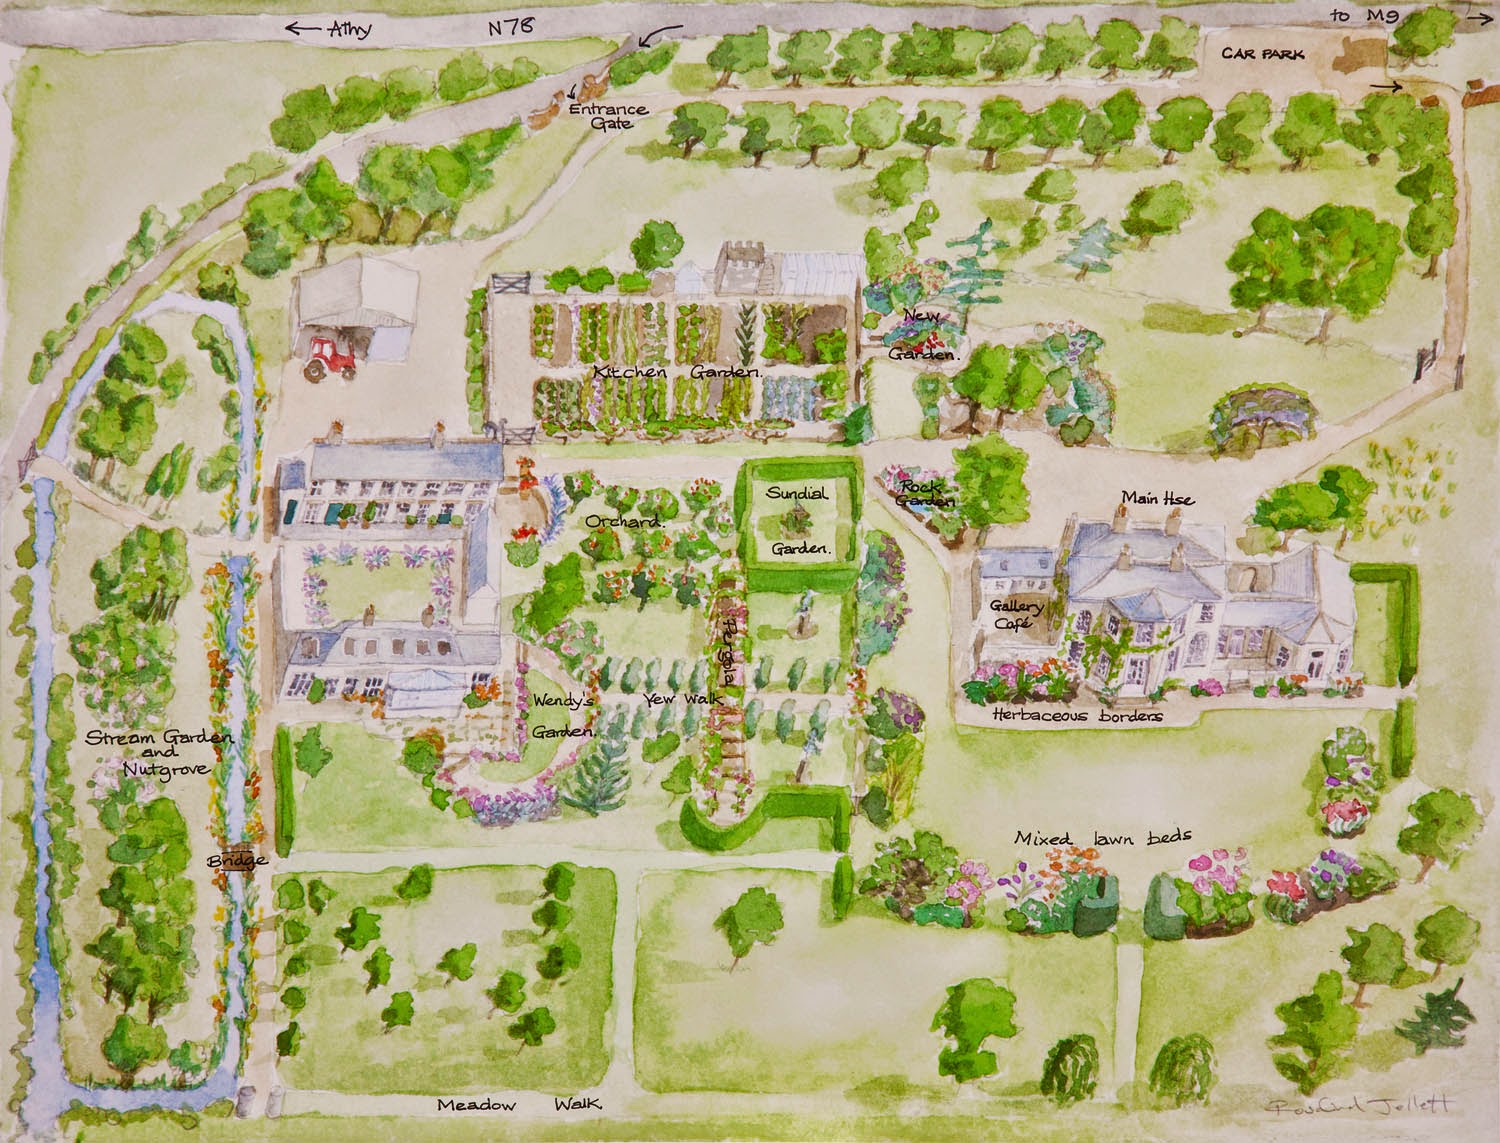 ← Athy
N78
to M9 →
CAR PARK
Entrance
Gate
New
Garden.
Kitchen Garden.
Rock
Garden
Sundial
Garden.
Main Hse
Orchard.
Gallery
Café
Pergola
Wendy's
Garden.
Yew Walk
Herbaceous borders
Stream Garden
and
Nutgrove
Mixed lawn beds
Bridge
Meadow Walk
Rosalind Jellett